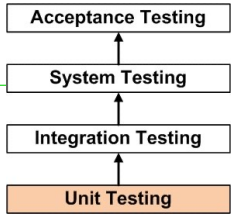 Acceptance Testing
System Testing
Integration Testing
Unit Testing